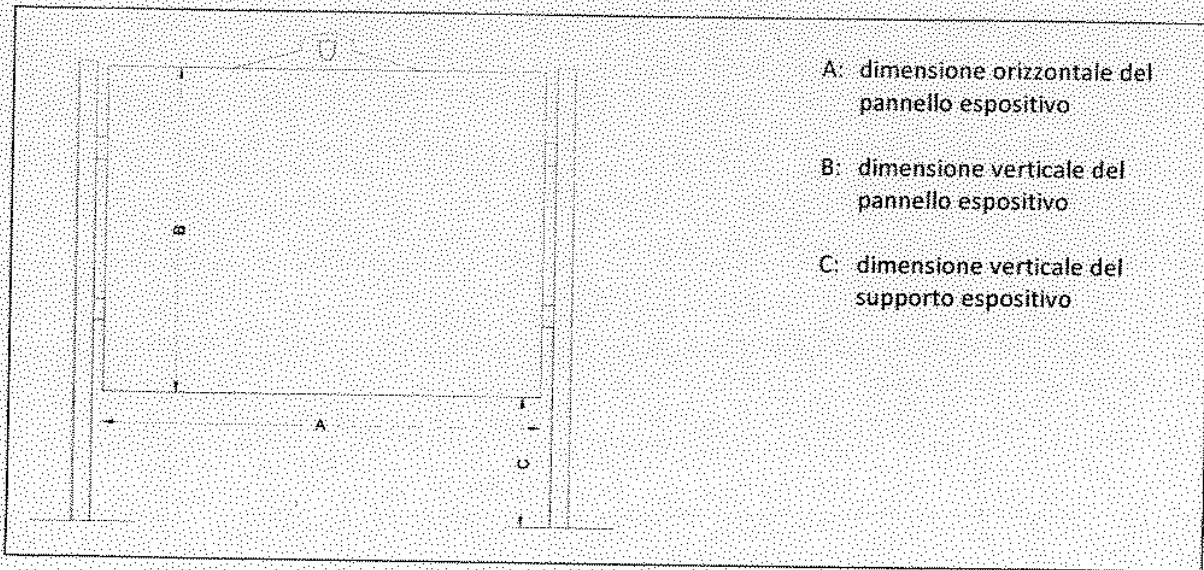 A: dimensione orizzontale del
pannello espositivo
B: dimensione verticale del
pannello espositivo
C: dimensione verticale del
supporto espositivo
B
A
C